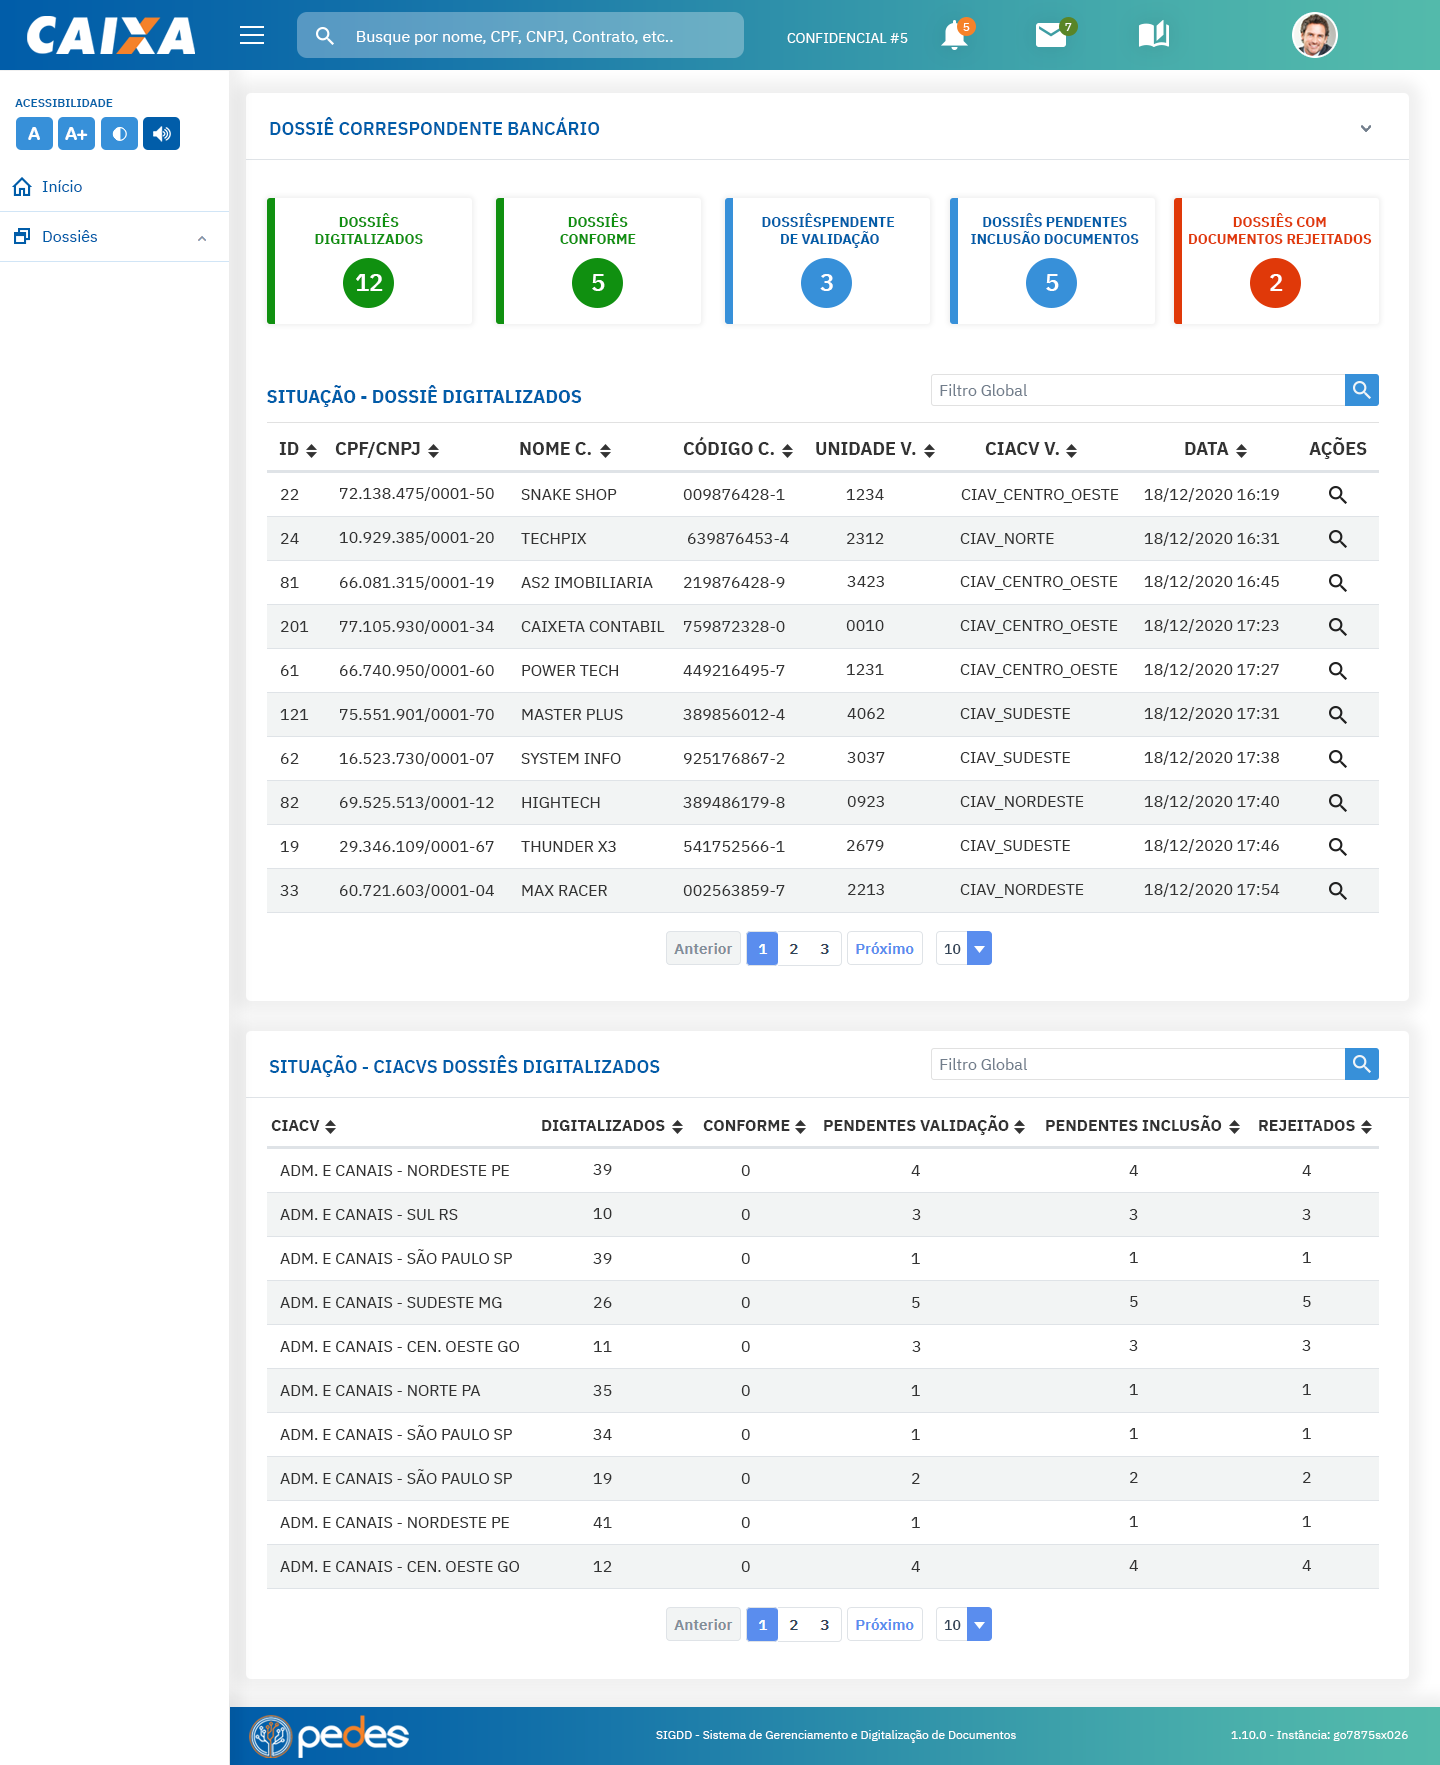 CAIXA
Busque por nome, CPF, CNPJ, Contrato, etc..
CONFIDENCIAL #5
5
7
ACESSIBILIDADE
A A+
Início
Dossiês
DOSSIÊ CORRESPONDENTE BANCÁRIO
DOSSIÊS
DIGITALIZADOS
12
DOSSIÊS
CONFORME
5
DOSSIÊSPENDENTE
DE VALIDAÇÃO
3
DOSSIÊS PENDENTES
INCLUSÃO DOCUMENTOS
5
DOSSIÊS COM
DOCUMENTOS REJEITADOS
2
SITUAÇÃO - DOSSIÊ DIGITALIZADOS
Filtro Global
ID CPF/CNPJ NOME C. CÓDIGO C. UNIDADE V. CIACV V. DATA AÇÕES
22 72.138.475/0001-50 SNAKE SHOP 009876428-1 1234 CIAV_CENTRO_OESTE 18/12/2020 16:19
24 10.929.385/0001-20 TECHPIX 639876453-4 2312 CIAV_NORTE 18/12/2020 16:31
81 66.081.315/0001-19 AS2 IMOBILIARIA 219876428-9 3423 CIAV_CENTRO_OESTE 18/12/2020 16:45
201 77.105.930/0001-34 CAIXETA CONTABIL 759872328-0 0010 CIAV_CENTRO_OESTE 18/12/2020 17:23
61 66.740.950/0001-60 POWER TECH 449216495-7 1231 CIAV_CENTRO_OESTE 18/12/2020 17:27
121 75.551.901/0001-70 MASTER PLUS 389856012-4 4062 CIAV_SUDESTE 18/12/2020 17:31
62 16.523.730/0001-07 SYSTEM INFO 925176867-2 3037 CIAV_SUDESTE 18/12/2020 17:38
82 69.525.513/0001-12 HIGHTECH 389486179-8 0923 CIAV_NORDESTE 18/12/2020 17:40
19 29.346.109/0001-67 THUNDER X3 541752566-1 2679 CIAV_SUDESTE 18/12/2020 17:46
33 60.721.603/0001-04 MAX RACER 002563859-7 2213 CIAV_NORDESTE 18/12/2020 17:54
Anterior 1 2 3 Próximo 10
SITUAÇÃO - CIACVS DOSSIÊS DIGITALIZADOS
Filtro Global
CIACV DIGITALIZADOS CONFORME PENDENTES VALIDAÇÃO PENDENTES INCLUSÃO REJEITADOS
ADM. E CANAIS - NORDESTE PE 39 0 4 4 4
ADM. E CANAIS - SUL RS 10 0 3 3 3
ADM. E CANAIS - SÃO PAULO SP 39 0 1 1 1
ADM. E CANAIS - SUDESTE MG 26 0 5 5 5
ADM. E CANAIS - CEN. OESTE GO 11 0 3 3 3
ADM. E CANAIS - NORTE PA 35 0 1 1 1
ADM. E CANAIS - SÃO PAULO SP 34 0 1 1 1
ADM. E CANAIS - SÃO PAULO SP 19 0 2 2 2
ADM. E CANAIS - NORDESTE PE 41 0 1 1 1
ADM. E CANAIS - CEN. OESTE GO 12 0 4 4 4
Anterior 1 2 3 Próximo 10
pedes
SIGDD - Sistema de Gerenciamento e Digitalização de Documentos
1.10.0 - Instância: go7875sx026